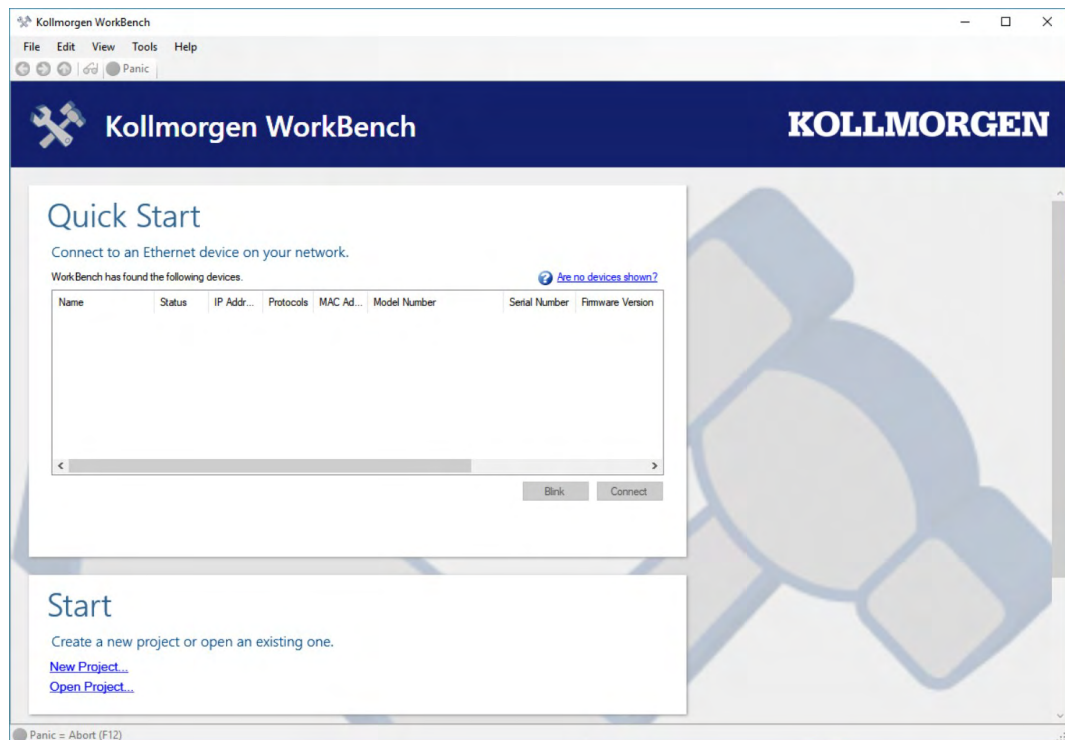 Kollmorgen WorkBench
File Edit View Tools Help
Panic
Kollmorgen WorkBench
KOLLMORGEN
Quick Start
Connect to an Ethernet device on your network.
WorkBench has found the following devices.
Are no devices shown?
Name Status IP Addr... Protocols MAC Ad... Model Number Serial Number Firmware Version
Blink Connect
Start
Create a new project or open an existing one.
New Project...
Open Project...
Panic = Abort (F12)